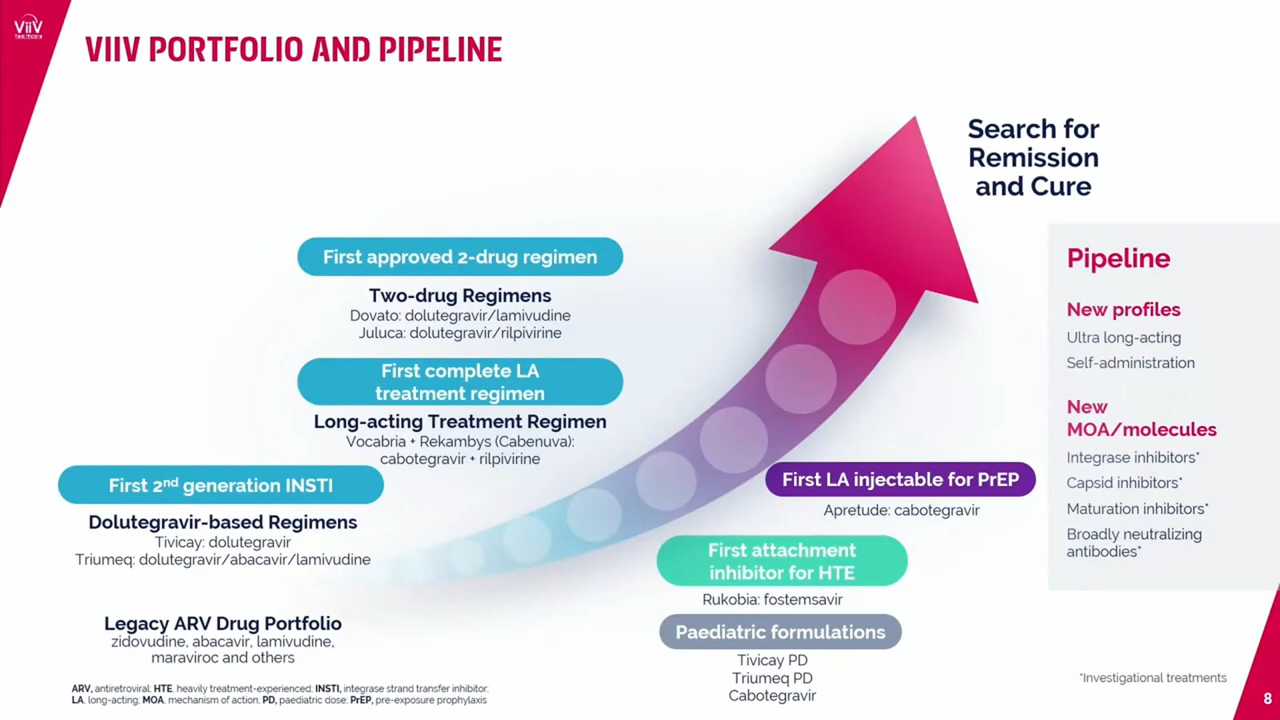 ViiV
Healthcare
VIIV PORTFOLIO AND PIPELINE
Search for
Remission
and Cure
First approved 2-drug regimen
Two-drug Regimens
Dovato: dolutegravir/lamivudine
Juluca: dolutegravir/rilpivirine
First complete LA
treatment regimen
Long-acting Treatment Regimen
Vocabria + Rekambys (Cabenuva):
cabotegravir + rilpivirine
First 2nd generation INSTI
Dolutegravir-based Regimens
Tivicay: dolutegravir
Triumeq: dolutegravir/abacavir/lamivudine
Legacy ARV Drug Portfolio
zidovudine, abacavir, lamivudine,
maraviroc and others
First LA injectable for PrEP
Apretude: cabotegravir
First attachment
inhibitor for HTE
Rukobia: fostemsavir
Paediatric formulations
Tivicay PD
Triumeq PD
Cabotegravir
Pipeline
New profiles
Ultra long-acting
Self-administration
New
MOA/molecules
Integrase inhibitors*
Capsid inhibitors*
Maturation inhibitors*
Broadly neutralizing
antibodies*
ARV, antiretroviral; HTE, heavily treatment-experienced; INSTI, integrase strand transfer inhibitor;
LA, long-acting; MOA, mechanism of action; PD, paediatric dose; PrEP, pre-exposure prophylaxis
*Investigational treatments
8